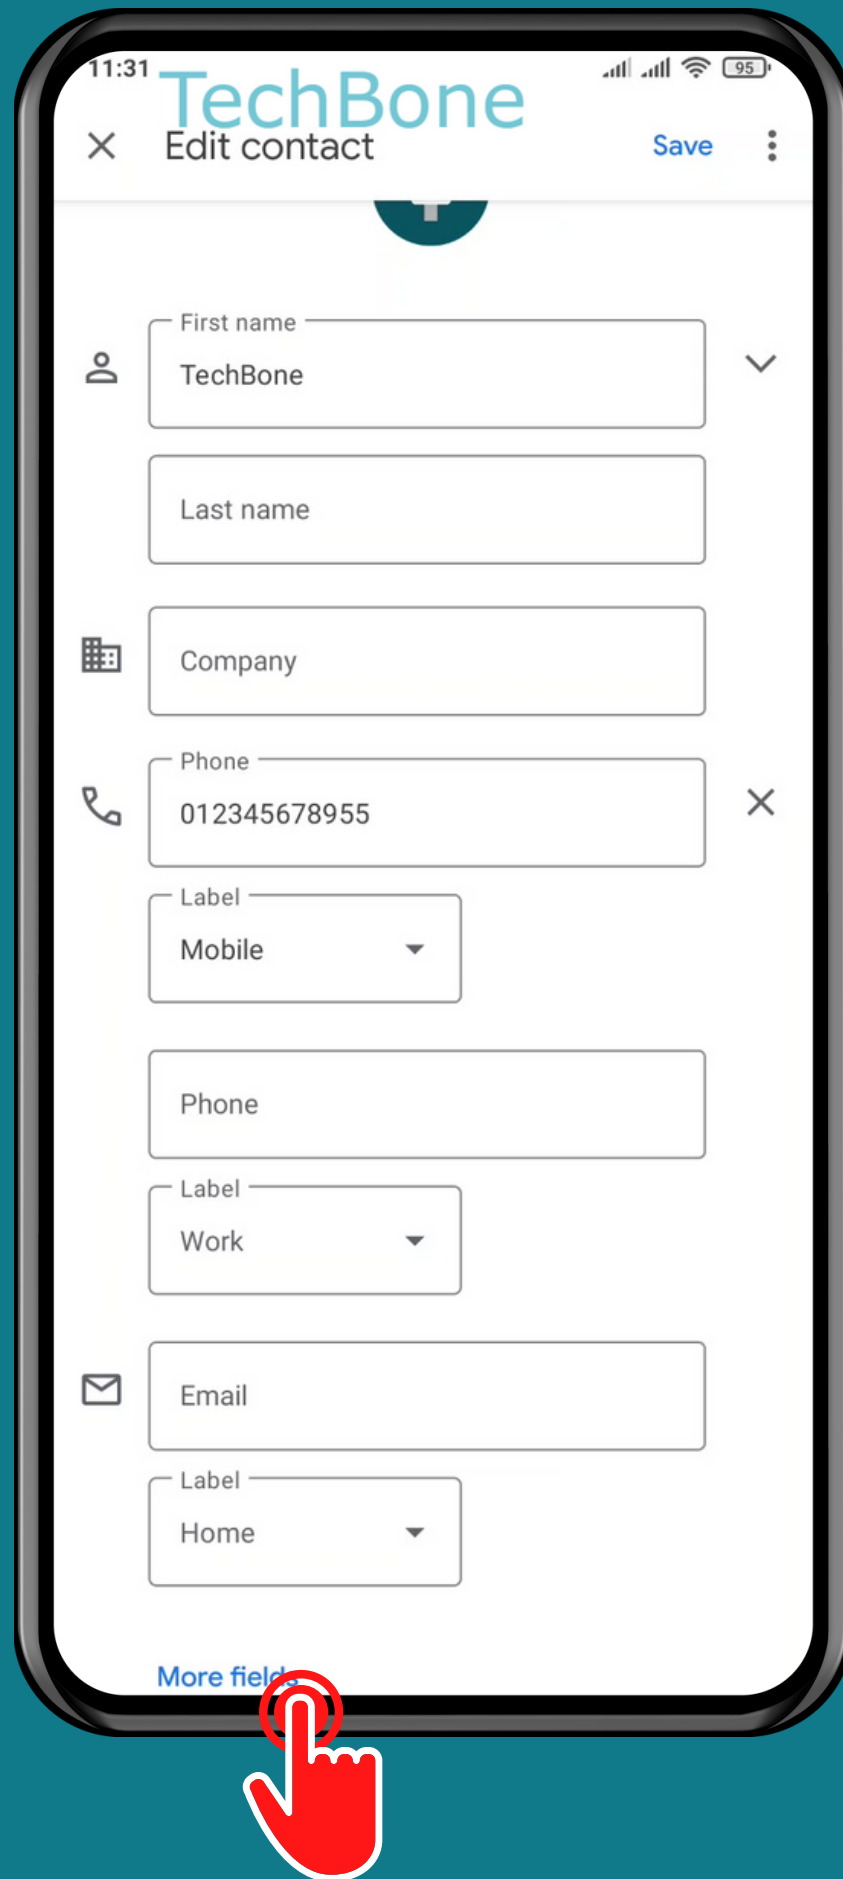 11:31
95
TechBone
Edit contact
Save
First name
TechBone
Last name
Company
Phone
012345678955
Label
Mobile
Phone
Label
Work
Email
Label
Home
More fields